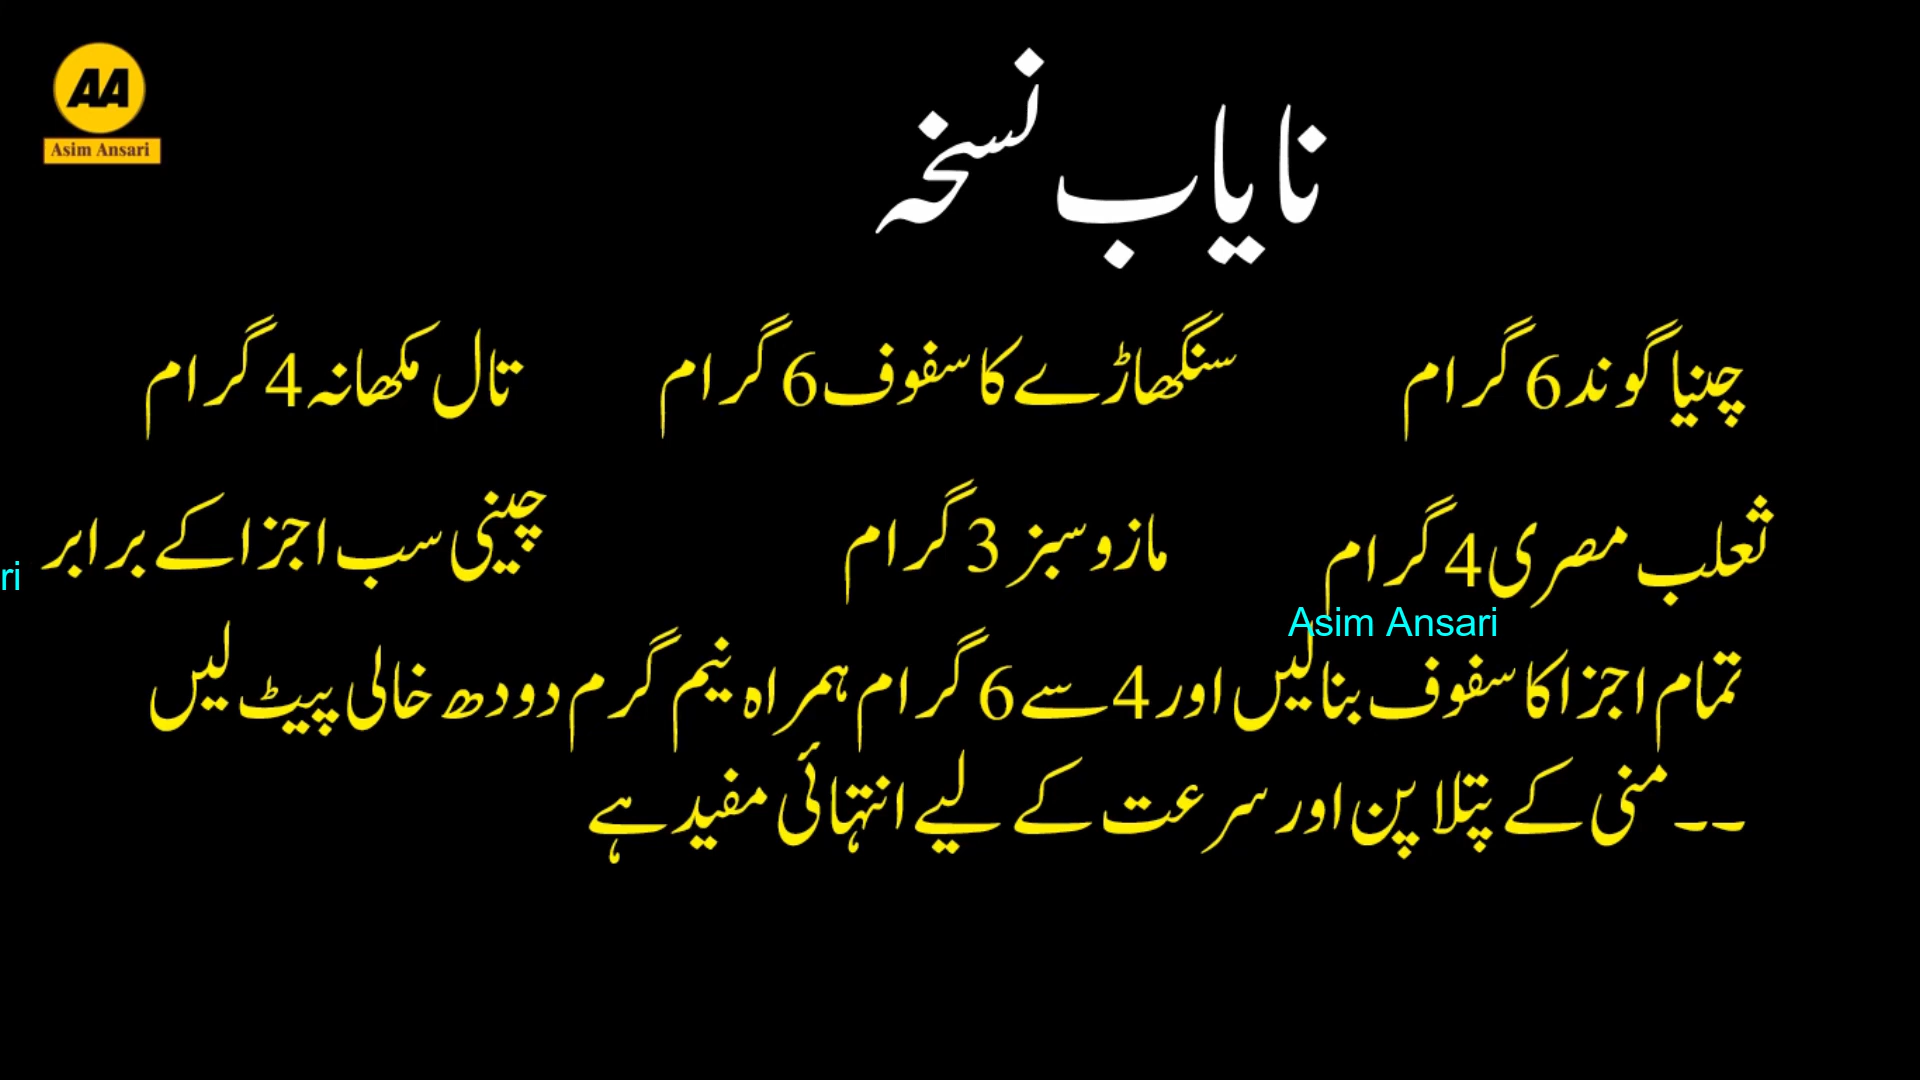 AA
Asim Ansari
نایاب نسخہ
چنیا گوند 6 گرام سنگھاڑے کا سفوف 6 گرام تال مکھانہ 4 گرام
ثعلب مصری 4 گرام مازو سبز 3 گرام چینی سب اجزا کے برابر
ri
Asim Ansari
تمام اجزا کا سفوف بنا لیں اور 4 سے 6 گرام ہمراہ نیم گرم دودھ خالی پیٹ لیں
۔۔ منی کے پتلا پن اور سرعت کے لیے انتہائی مفید ہے